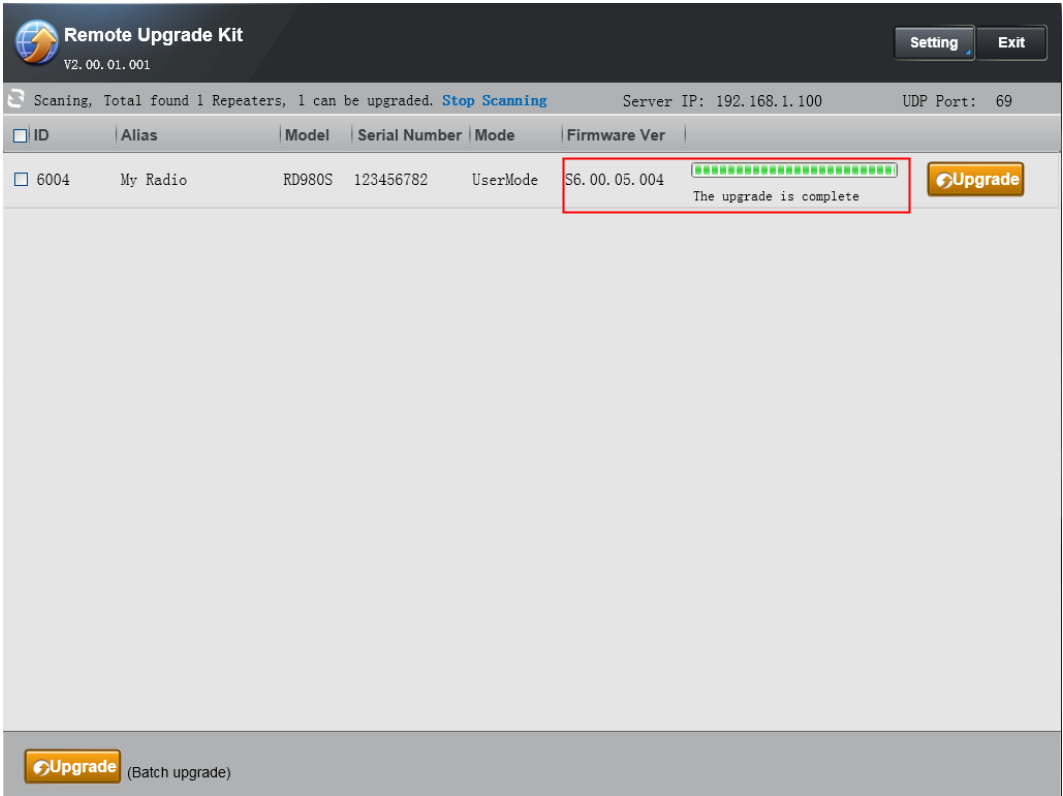 Remote Upgrade Kit
V2.00.01.001
Setting Exit
Scaning, Total found 1 Repeaters, 1 can be upgraded. Stop Scanning Server IP: 192.168.1.100 UDP Port: 69
ID Alias Model Serial Number Mode Firmware Ver
6004 My Radio RD980S 123456782 UserMode S6.00.05.004 Upgrade
The upgrade is complete
Upgrade (Batch upgrade)